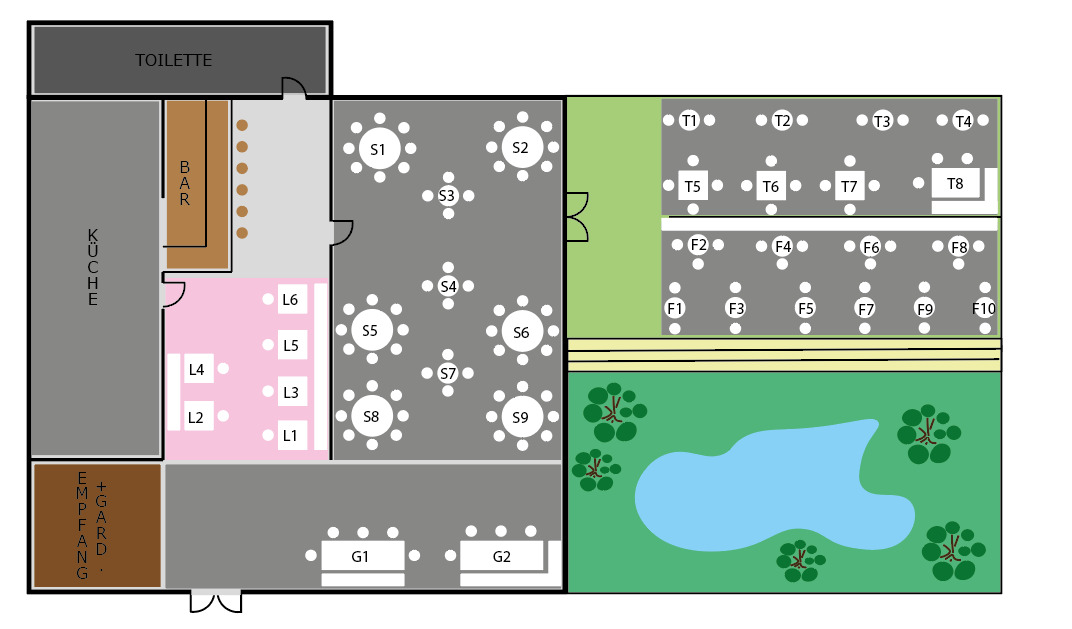 TOILETTE
BAR
KÜCHE
EMPFANG
+GARD.
S1
S2
S3
S4
S5
S6
S7
S8
S9
L6
L5
L4
L3
L2
L1
G1
G2
T1
T2
T3
T4
T5
T6
T7
T8
F2
F4
F6
F8
F1
F3
F5
F7
F9
F10